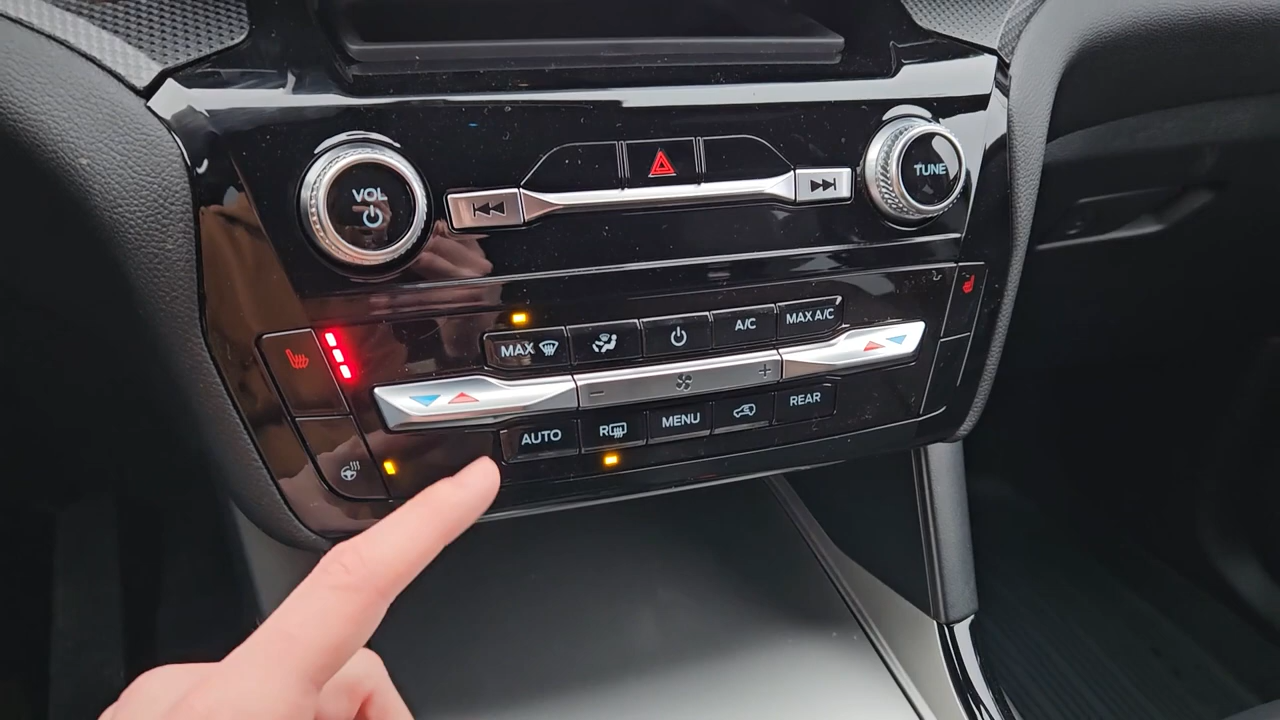 VOL
TUNE
MAX
A/C
MAX A/C
AUTO
R
MENU
REAR